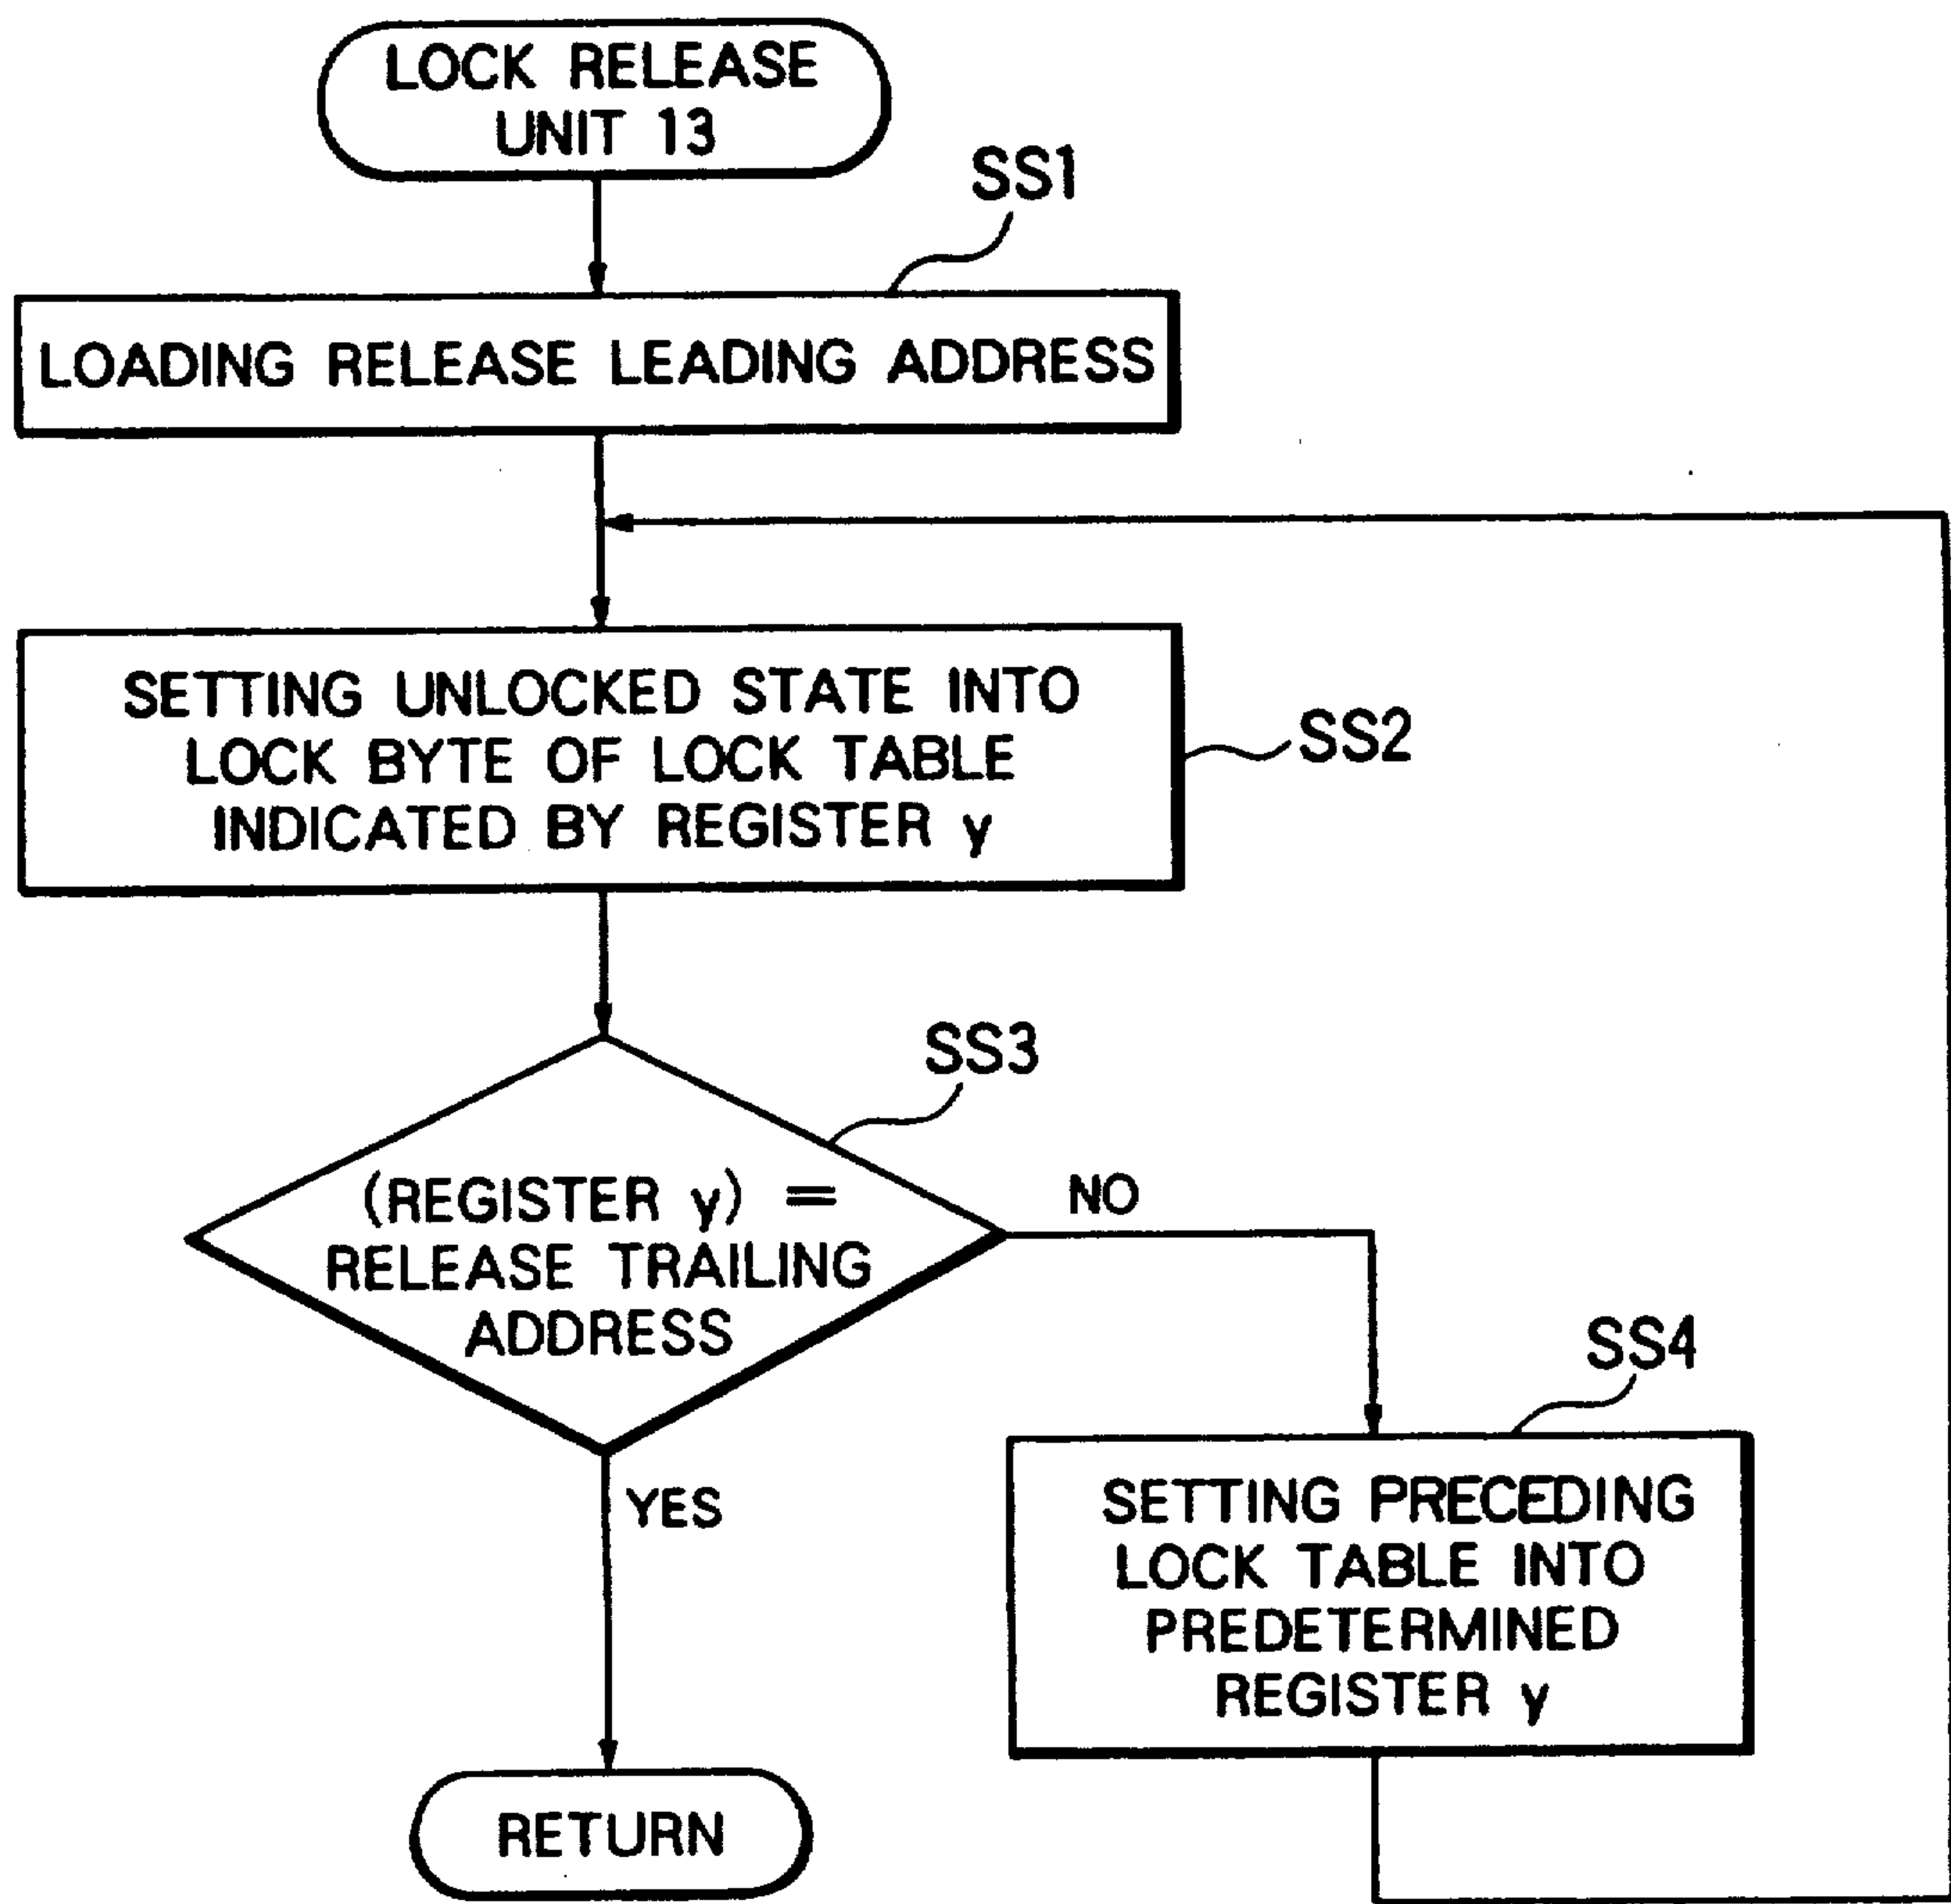 LOCK RELEASE
UNIT 13
SS1
LOADING RELEASE LEADING ADDRESS
SETTING UNLOCKED STATE INTO
LOCK BYTE OF LOCK TABLE
INDICATED BY REGISTER y
SS2
SS3
(REGISTER y) =
RELEASE TRAILING
ADDRESS
NO
YES
SS4
SETTING PRECEDING
LOCK TABLE INTO
PREDETERMINED
REGISTER y
RETURN